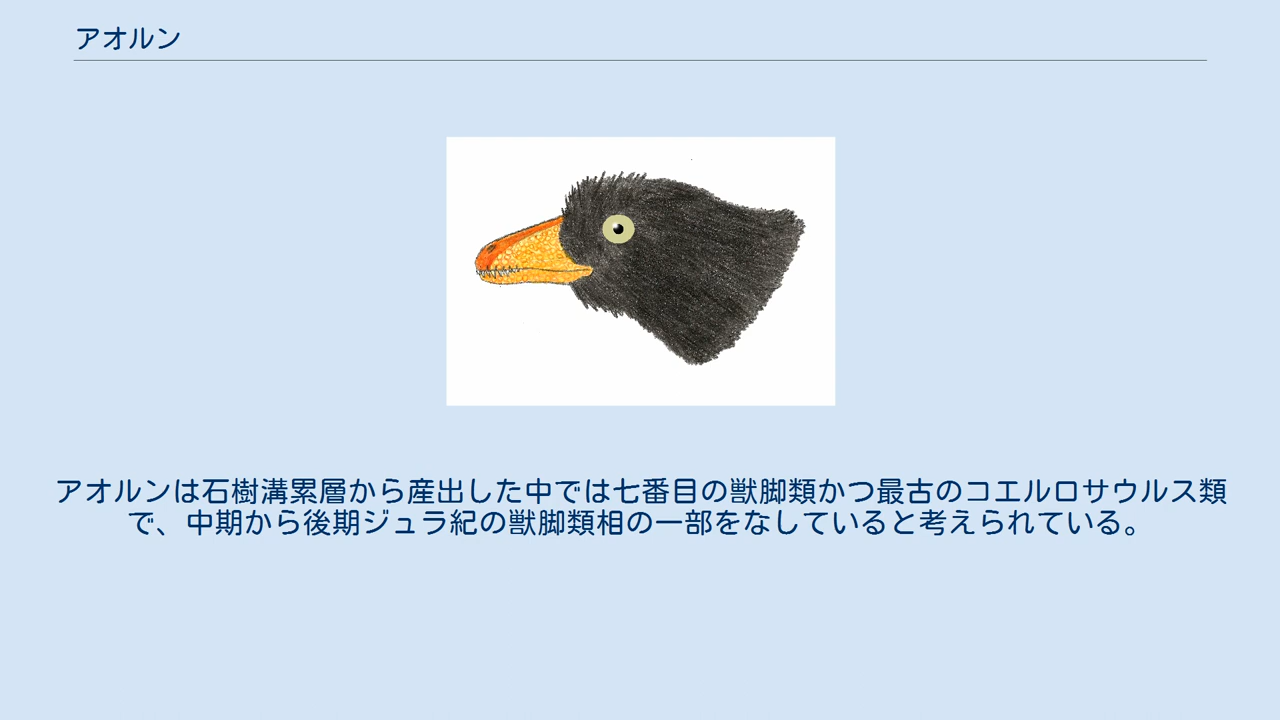 アオルン
アオルンは石樹溝累層から産出した中では七番目の獣脚類かつ最古のコエルロサウルス類
で、中期から後期ジュラ紀の獣脚類相の一部をなしていると考えられている。